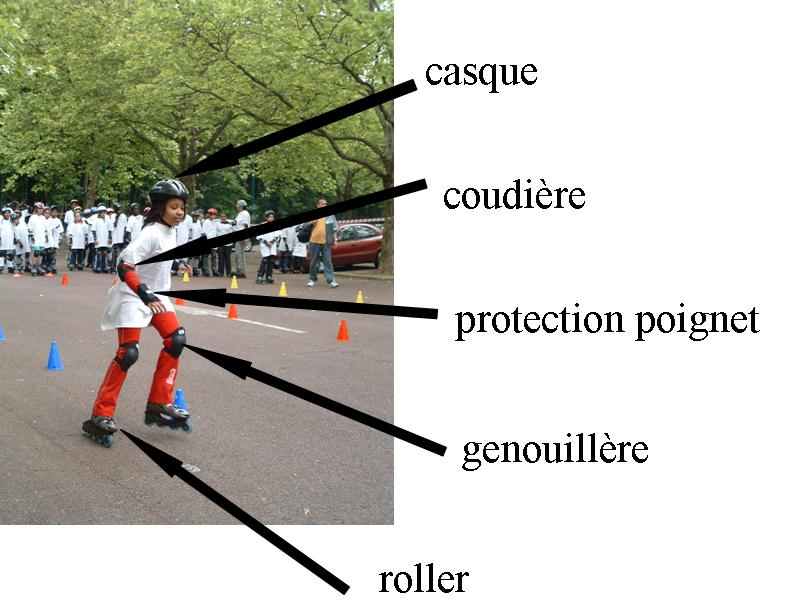 casque
coudière
protection poignet
genouillère
roller